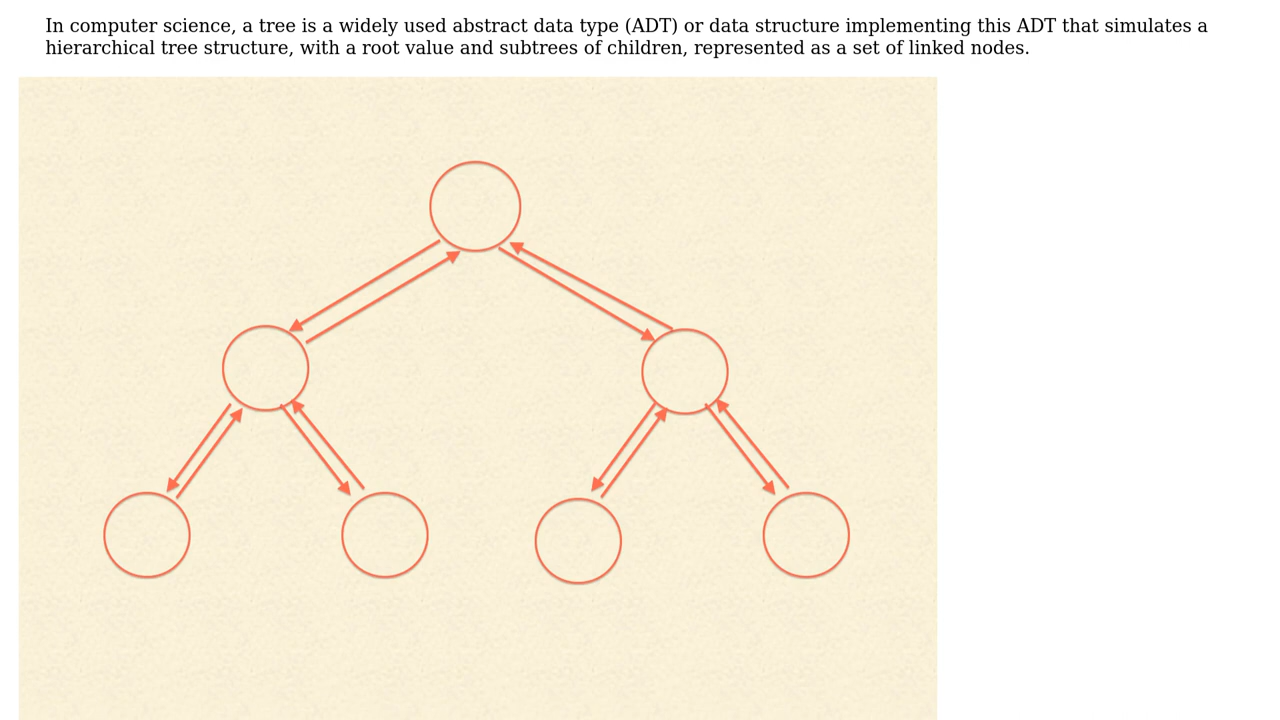 In computer science, a tree is a widely used abstract data type (ADT) or data structure implementing this ADT that simulates a
hierarchical tree structure, with a root value and subtrees of children, represented as a set of linked nodes.